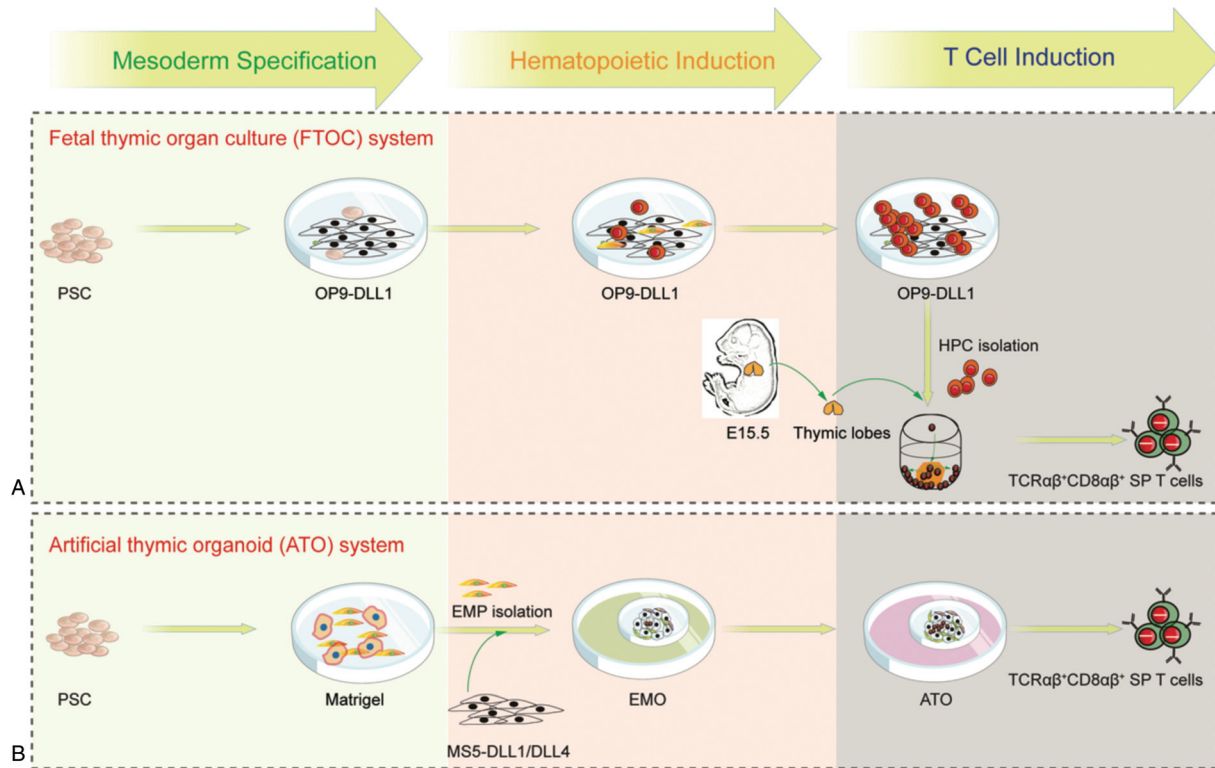 Mesoderm Specification
Hematopoietic Induction
T Cell Induction
Fetal thymic organ culture (FTOC) system
PSC
OP9-DLL1
OP9-DLL1
OP9-DLL1
HPC isolation
E15.5
Thymic lobes
TCRαβ⁺CD8αβ⁺ SP T cells
A
Artificial thymic organoid (ATO) system
EMP isolation
PSC
Matrigel
EMO
ATO
TCRαβ⁺CD8αβ⁺ SP T cells
MS5-DLL1/DLL4
B